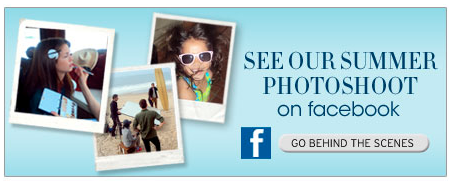 SEE OUR SUMMER
PHOTOSHOOT
on facebook
f
GO BEHIND THE SCENES